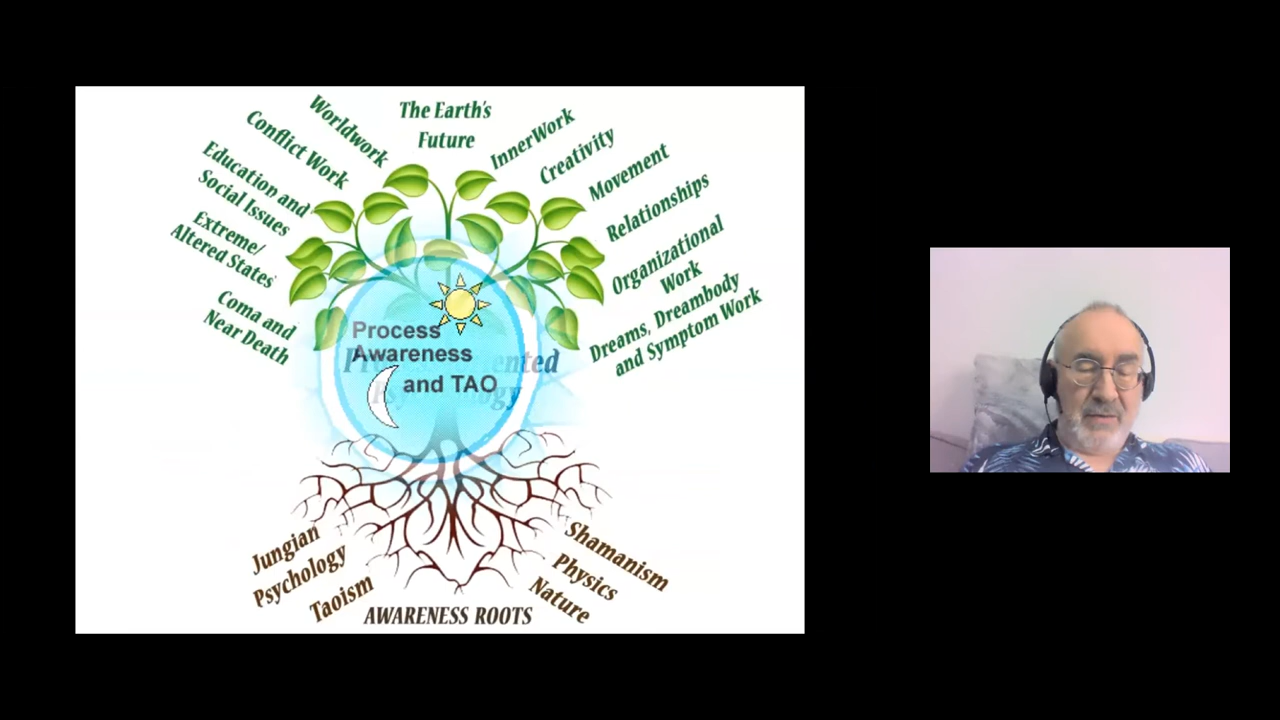 The Earth's
Future
Worldwork
Conflict Work
Education and
Social Issues
Extreme/
Altered States
Coma and
Near Death
InnerWork
Creativity
Movement
Relationships
Organizational
Work
Dreams, Dreambody
and Symptom Work
Process
Awareness
and TAO
Jungian
Psychology
Taoism
Shamanism
Physics
Nature
AWARENESS ROOTS